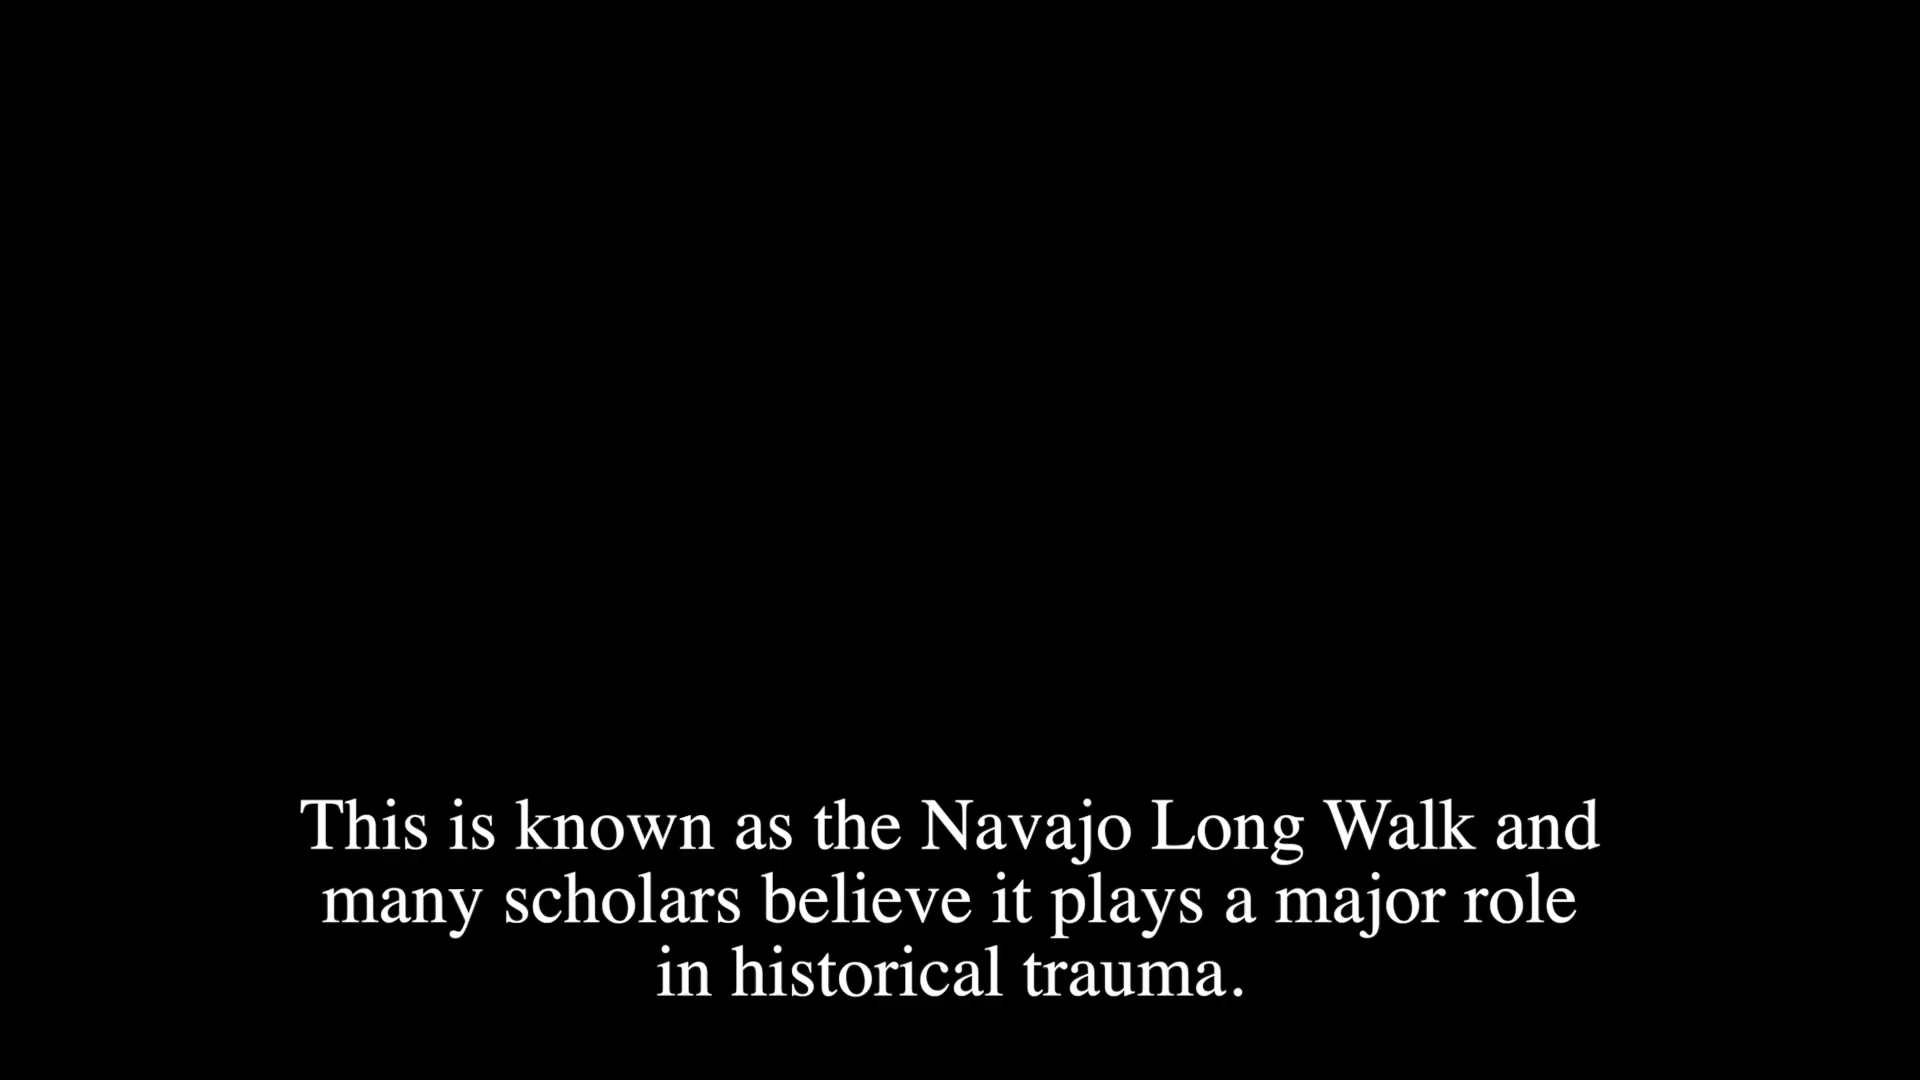 This is known as the Navajo Long Walk and
many scholars believe it plays a major role
in historical trauma.